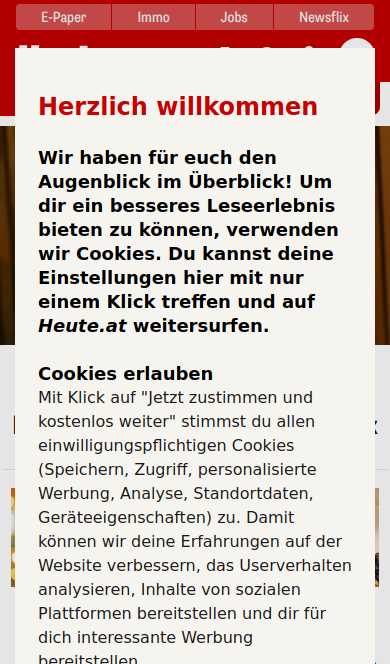 E-Paper
Immo
Jobs
Newsflix
Herzlich willkommen
Wir haben für euch den
Augenblick im Überblick! Um
dir ein besseres Leseerlebnis
bieten zu können, verwenden
wir Cookies. Du kannst deine
Einstellungen hier mit nur
einem Klick treffen und auf
Heute.at weitersurfen.
Cookies erlauben
Mit Klick auf "Jetzt zustimmen und
kostenlos weiter" stimmst du allen
einwilligungspflichtigen Cookies
(Speichern, Zugriff, personalisierte
Werbung, Analyse, Standortdaten,
Geräteeigenschaften) zu. Damit
können wir deine Erfahrungen auf der
Website verbessern, das Userverhalten
analysieren, Inhalte von sozialen
Plattformen bereitstellen und dir für
dich interessante Werbung
bereitstellen